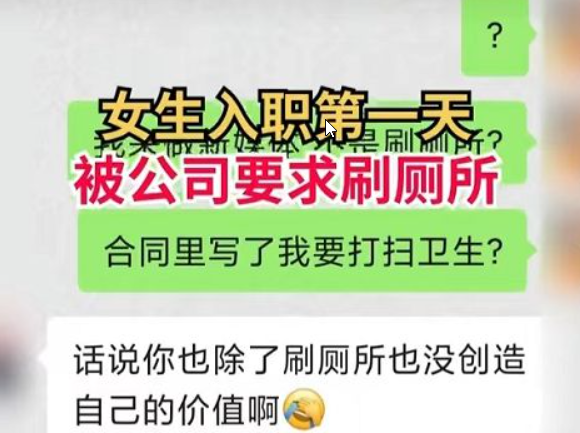 ?
女生入职第一天
我来做新媒体 不是刷厕所?
被公司要求刷厕所
合同里写了我要打扫卫生?
话说你也除了刷厕所也没创造
自己的价值啊